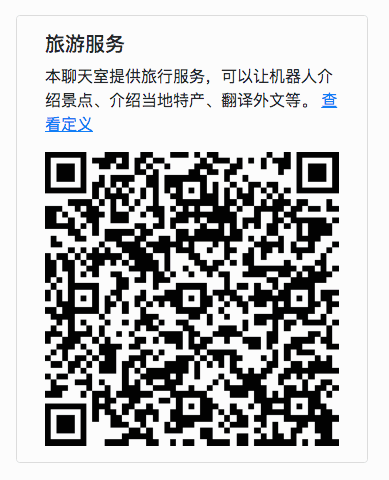 旅游服务
本聊天室提供旅行服务，可以让机器人介
绍景点、介绍当地特产、翻译外文等。 查
看定义